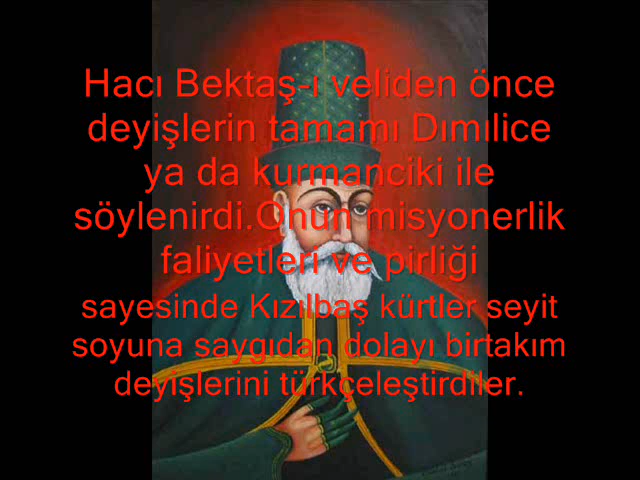 Hacı Bektaş-ı veliden önce
deyişlerin tamamı Dımılice
ya da kurmanciki ile
söylenirdi.Onun misyonerlik
faliyetleri ve pirliği
sayesinde Kızılbaş kürtler seyit
soyuna saygıdan dolayı birtakım
deyişlerini türkçeleştirdiler.